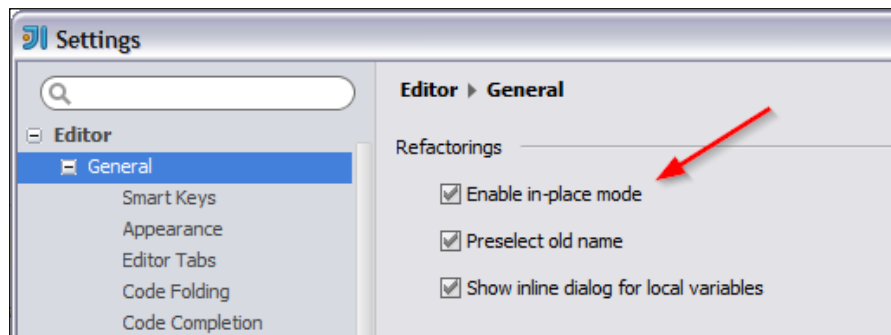 Settings
Editor
General
Smart Keys
Appearance
Editor Tabs
Code Folding
Code Completion
Editor General
Refactorings
Enable in-place mode
Preselect old name
Show inline dialog for local variables